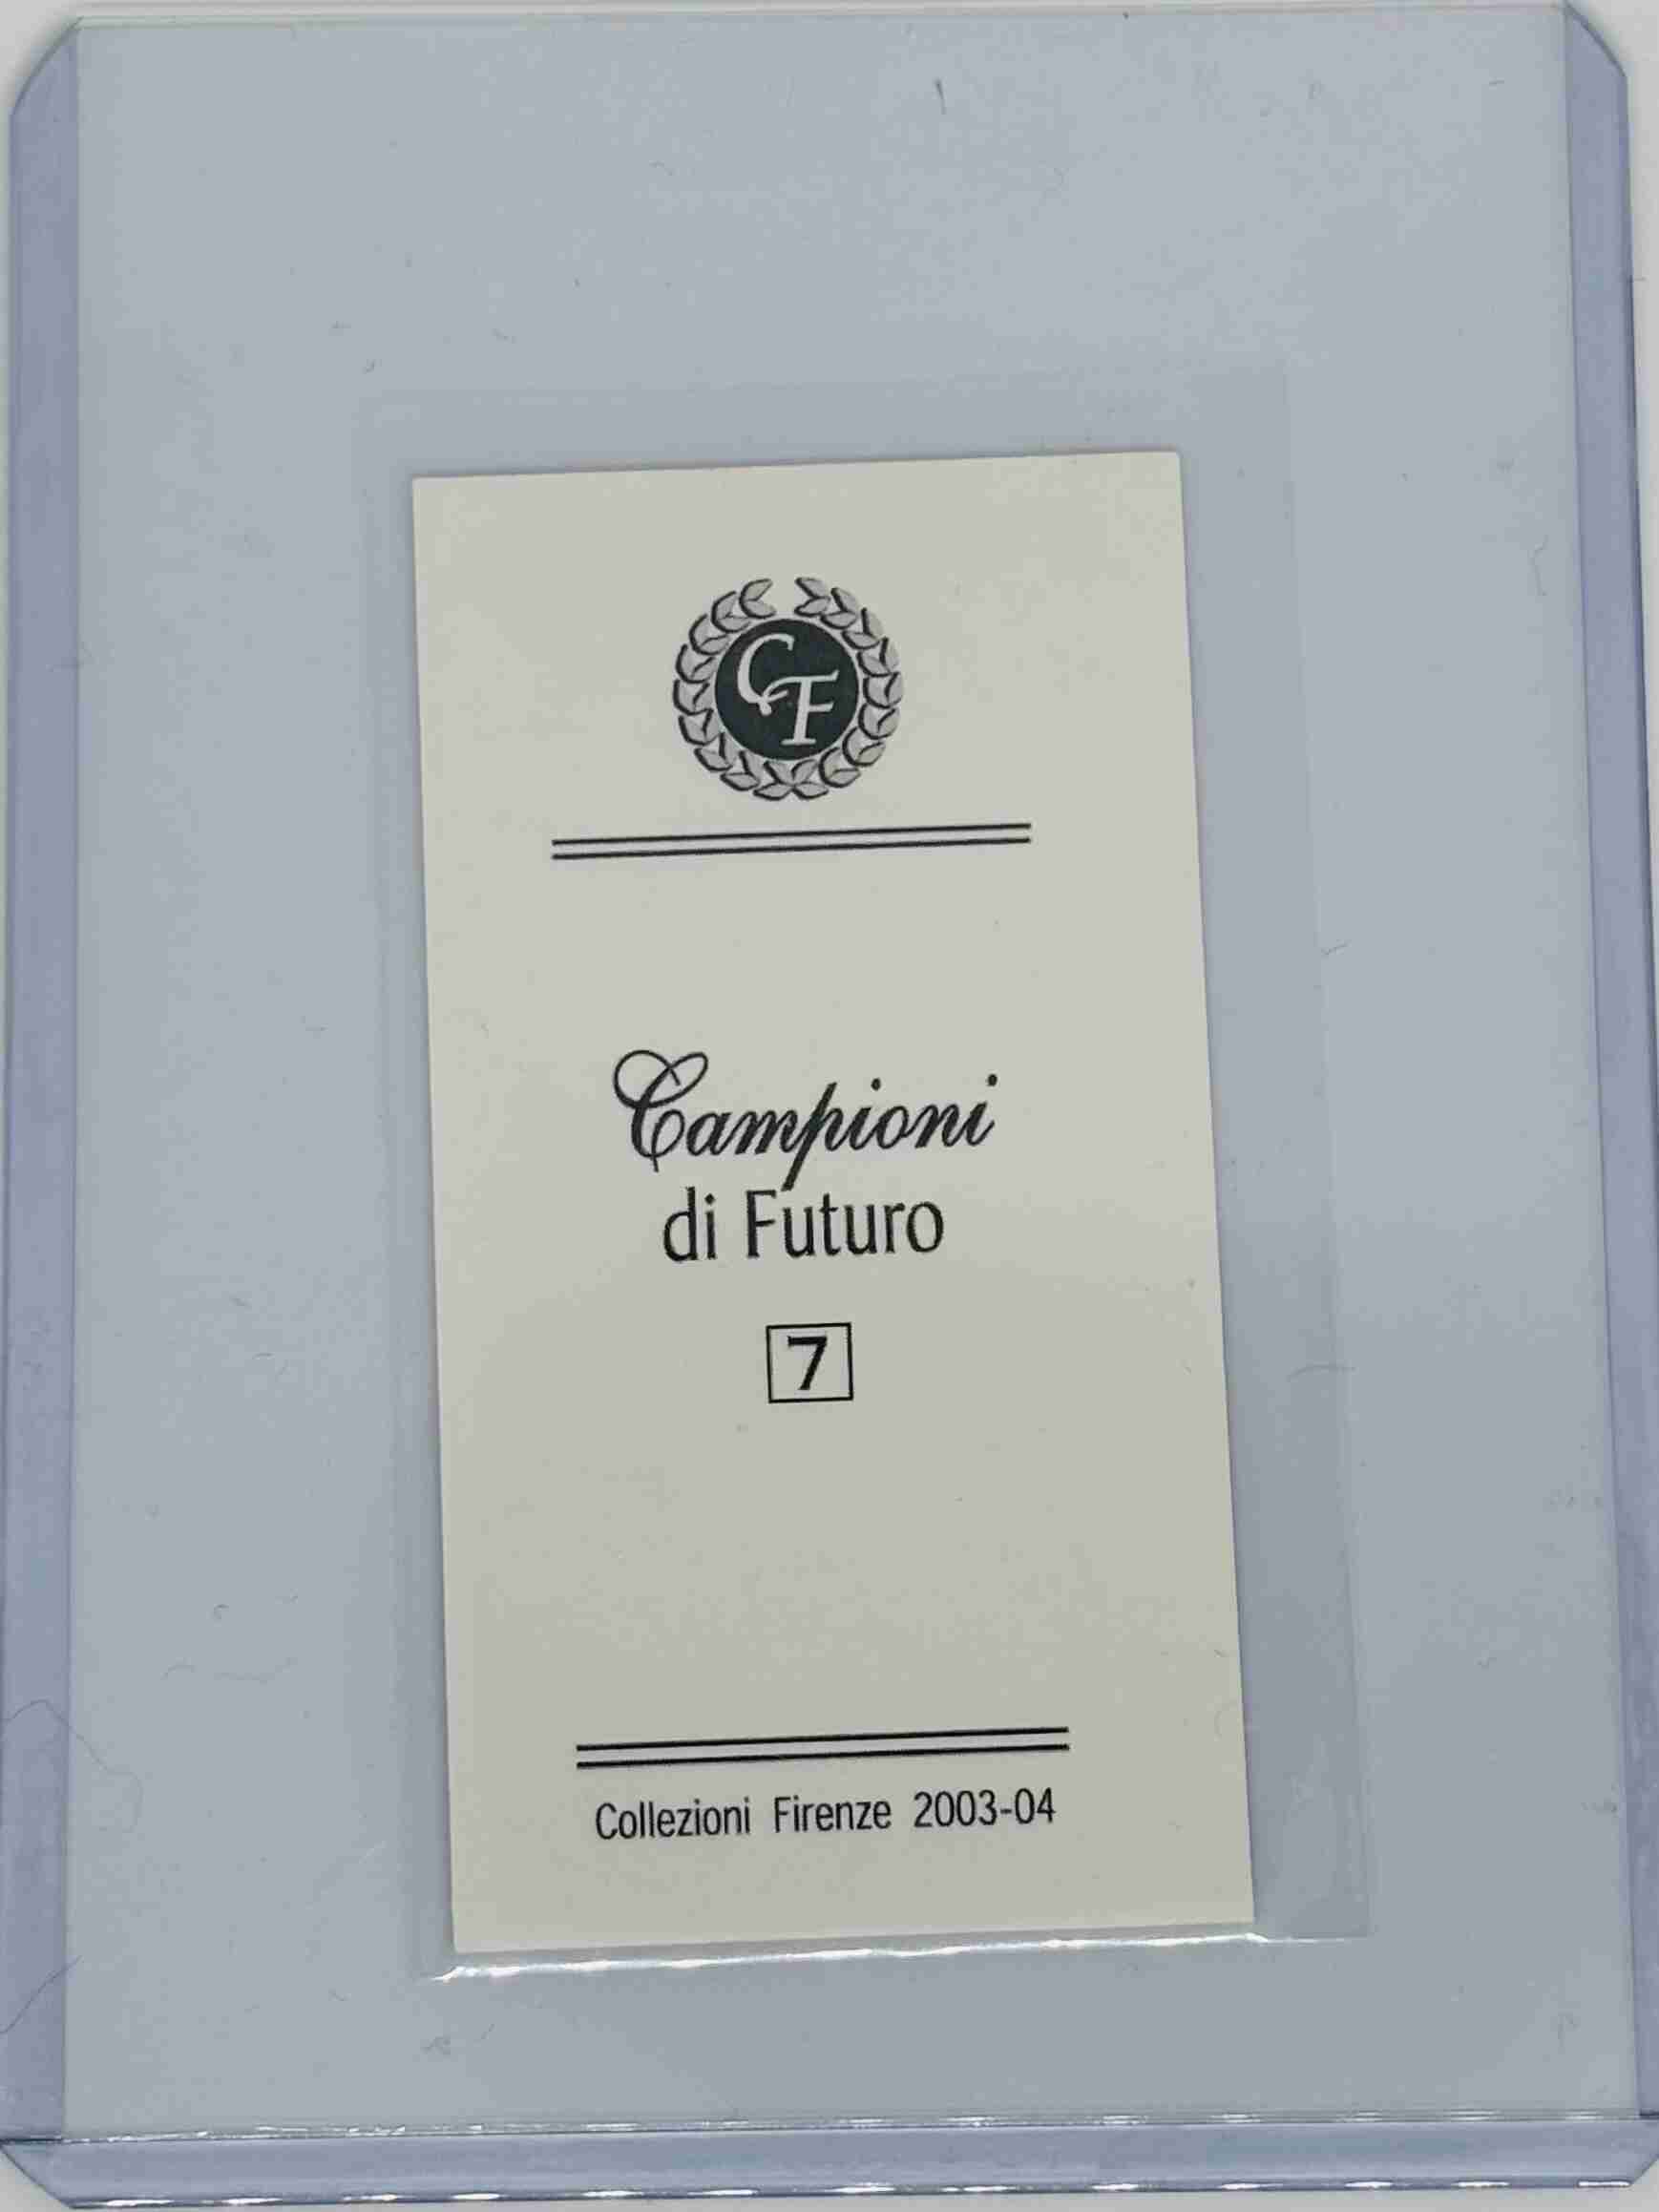 CF
Campioni
di Futuro
7
Collezioni Firenze 2003-04